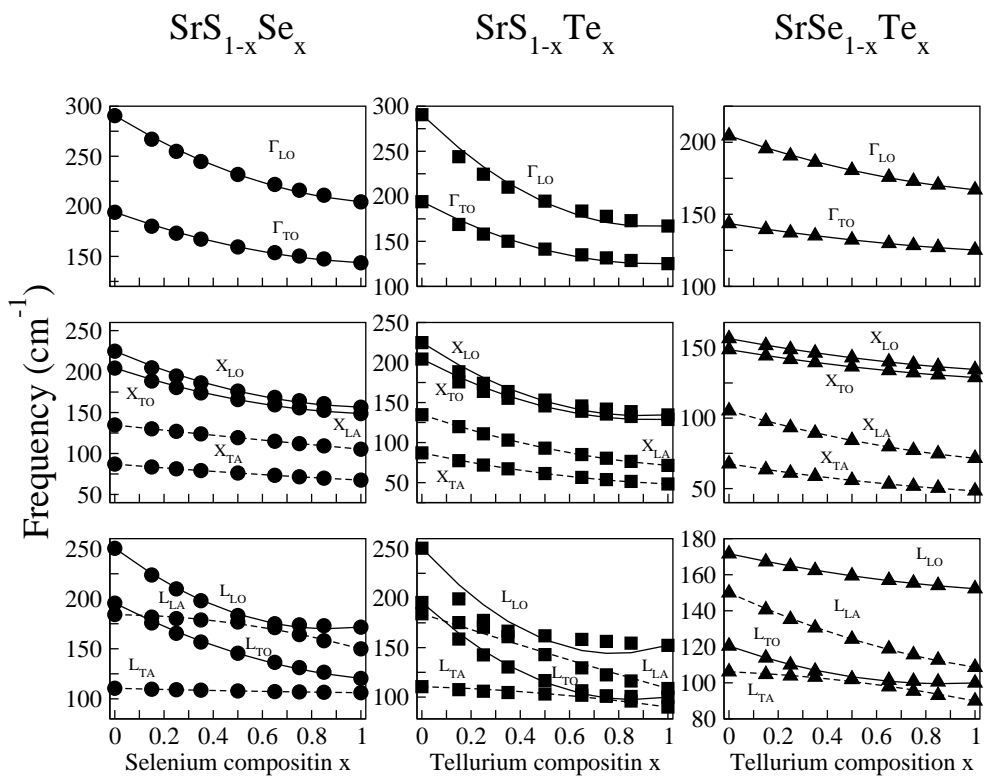 SrS1-xSex SrS1-xTex SrSe1-xTex
300 250 200 150
ΓLO
ΓTO
300 250 200 150 100
ΓLO
ΓTO
200 150 100
ΓLO
ΓTO
Frequency (cm-1)
250 200 150 100 50
XLO
XTO
XLA
XTA
250 200 150 100 50
XLO
XTO
XLA
XTA
150 100 50
XLO
XTO
XLA
XTA
250 200 150 100
LLO
LLA
LTO
LTA
250 200 150 100
LLO
LTO
LLA
LTA
180 160 140 120 100 80
LLO
LLA
LTO
LTA
0 0.2 0.4 0.6 0.8 1
0 0.2 0.4 0.6 0.8 1
0 0.2 0.4 0.6 0.8 1
Selenium compositin x
Tellurium compositin x
Tellurium composition x